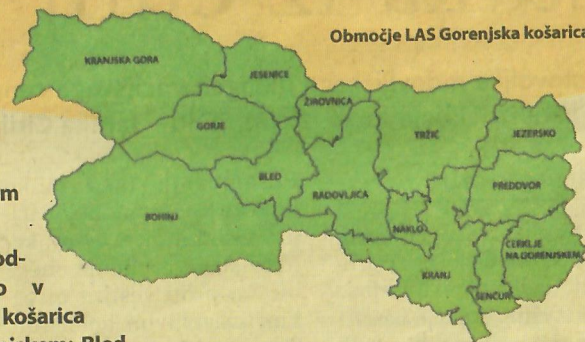 Območje LAS Gorenjska košarica
KRANJSKA GORA
JESENICE
ŽIROVNICA
GORJE
TRŽIČ
JEZERSKO
BLED
RADOVLJICA
PREDDVOR
BOHINJ
NAKLO
CERKLJE
NA GORENJSKEM
KRANJ
ŠENČUR
m
od-
o v
košarica
Bled